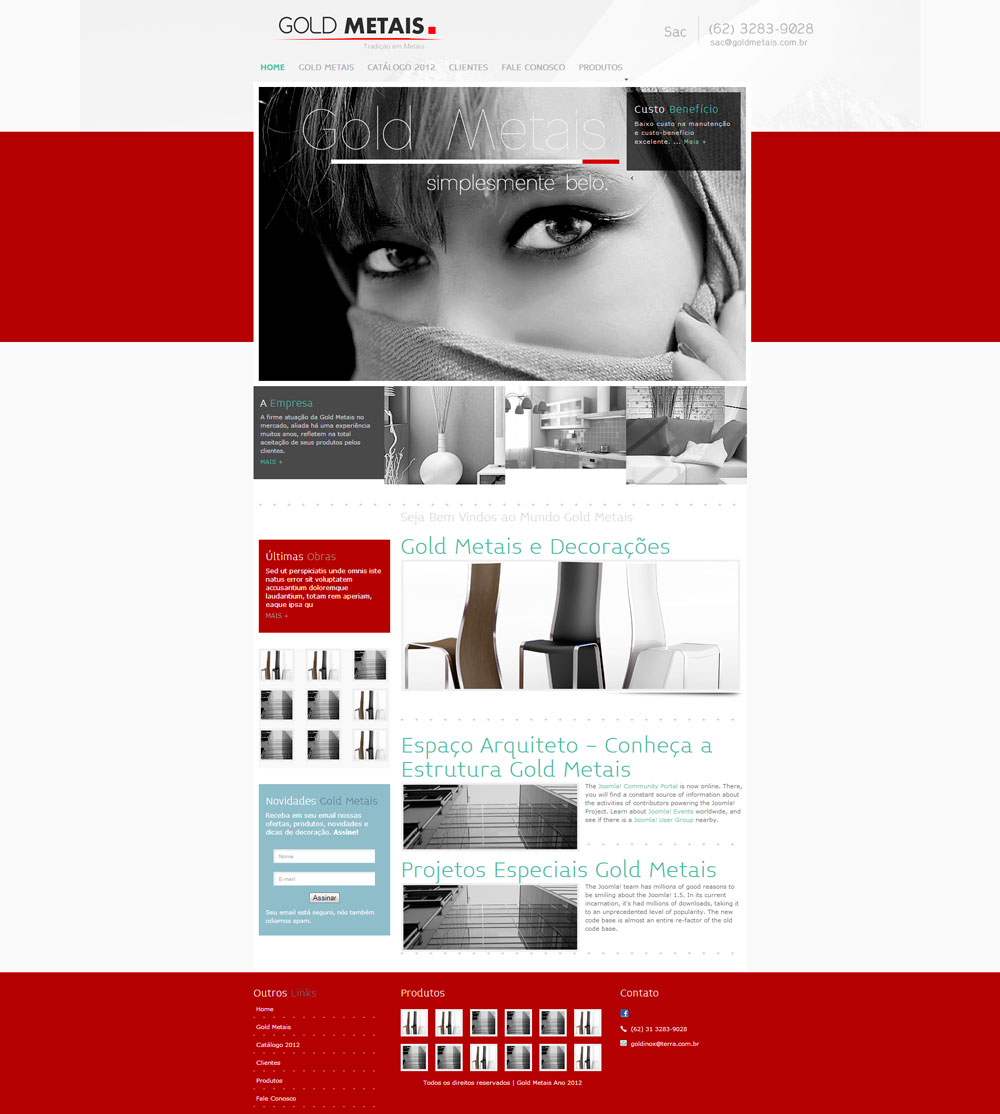 GOLD METAIS
Tradição em Metais
Sac
(62) 3283-9028
sac@goldmetais.com.br
HOME GOLD METAIS CATÁLOGO 2012 CLIENTES FALE CONOSCO PRODUTOS
Gold Metais
simplesmente belo.
Custo Benefício
Baixo custo na manutenção
e custo-benefício
excelente. ... Mais +
A Empresa
A firme atuação da Gold Metais no
mercado, aliada há uma experiência
muitos anos, refletem na total
aceitação de seus produtos pelos
clientes.
MAIS +
Seja Bem Vindos ao Mundo Gold Metais
Gold Metais e Decorações
Últimas Obras
Sed ut perspiciatis unde omnis iste
natus error sit voluptatem
accusantium doloremque
laudantium, totam rem aperiam,
eaque ipsa qu
MAIS +
Espaço Arquiteto – Conheça a
Estrutura Gold Metais
The Joomla! Community Portal is now online. There,
you will find a constant source of information about
the activities of contributors powering the Joomla!
Project. Learn about Joomla! Events worldwide, and
see if there is a Joomla! User Group nearby.
Novidades Gold Metais
Receba em seu email nossas
ofertas, produtos, novidades e
dicas de decoração. Assine!
Nome
E-mail
Assinar
Seu email está seguro, nós também
odiamos spam.
Projetos Especiais Gold Metais
The Joomla! team has millions of good reasons to
be smiling about the Joomla! 1.5. In its current
incarnation, it's had millions of downloads, taking it
to an unprecedented level of popularity. The new
code base is almost an entire re-factor of the old
code base.
Outros Links
Home
Gold Metais
Catálogo 2012
Clientes
Produtos
Fale Conosco
Produtos
Todos os direitos reservados | Gold Metais Ano 2012
Contato
(62) 31 3283-9028
goldinox@terra.com.br